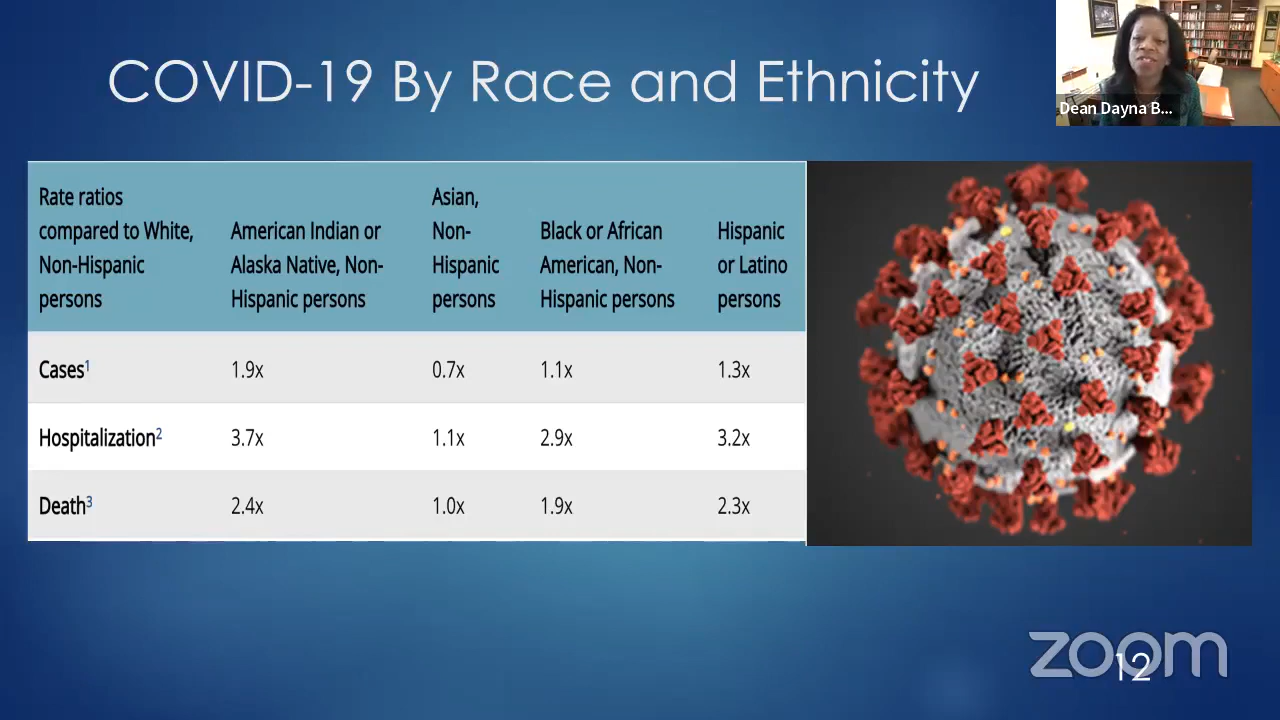 COVID-19 By Race and Ethnicity
Dean Dayna B...
Rate ratios
compared to White,
Non-Hispanic
persons
American Indian or
Alaska Native, Non-
Hispanic persons
Asian,
Non-
Hispanic
persons
Black or African
American, Non-
Hispanic persons
Hispanic
or Latino
persons
Cases1 1.9x 0.7x 1.1x 1.3x
Hospitalization2 3.7x 1.1x 2.9x 3.2x
Death3 2.4x 1.0x 1.9x 2.3x
zoom
12